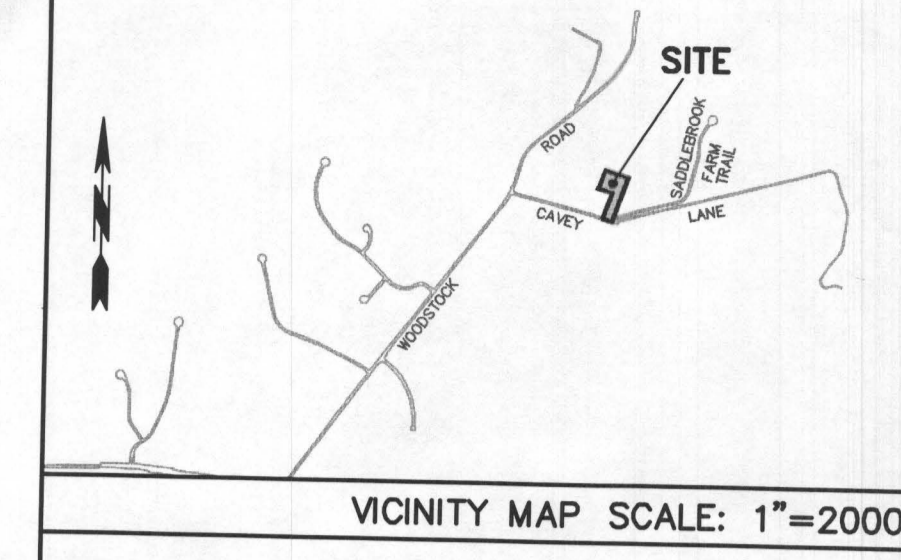 SITE
ROAD
SADDLEBROOK
FARM
TRAIL
CAVEY
LANE
WOODSTOCK
N
VICINITY MAP SCALE: 1"=2000